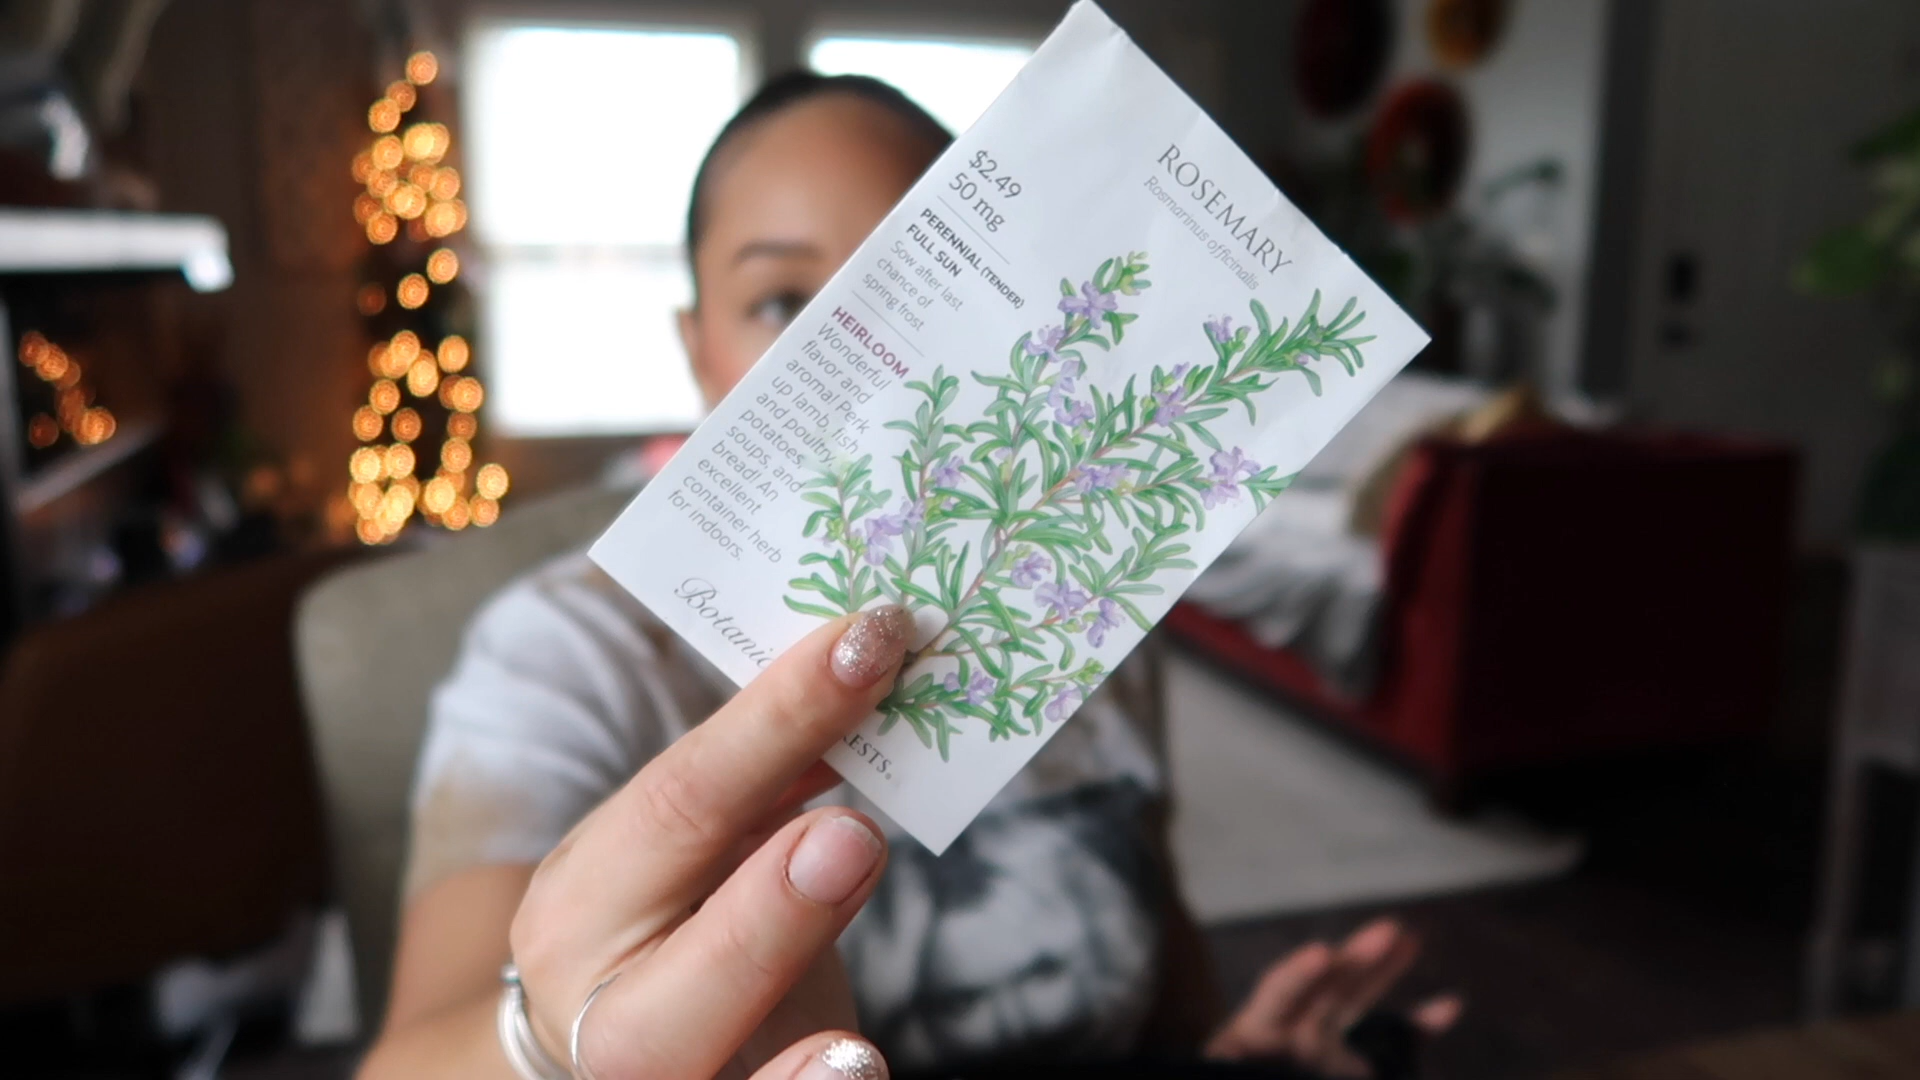 ROSEMARY
Rosmarinus officinalis
$2.49
50 mg
PERENNIAL (TENDER)
FULL SUN
Sow after last
chance of
spring frost
HEIRLOOM
Wonderful
flavor and
aroma! Perk
up lamb, fish
and poultry,
potatoes,
soups, and
bread! An
excellent
container herb
for indoors.
Botanic